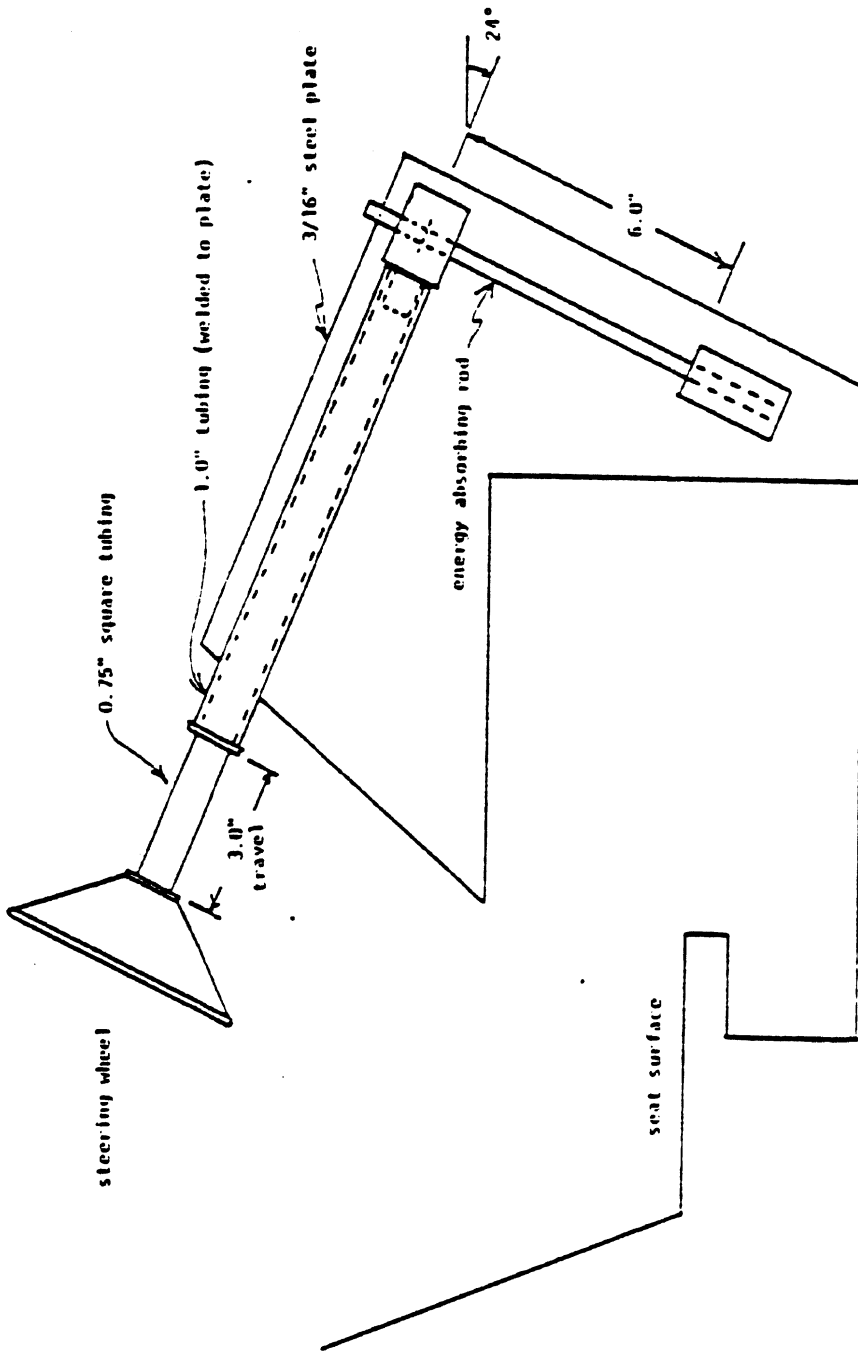 steering wheel
0.75" square tubing
1.0" tubing (welded to plate)
3/16" steel plate
24°
3.0"
travel
6.0"
energy absorbing rod
seat surface